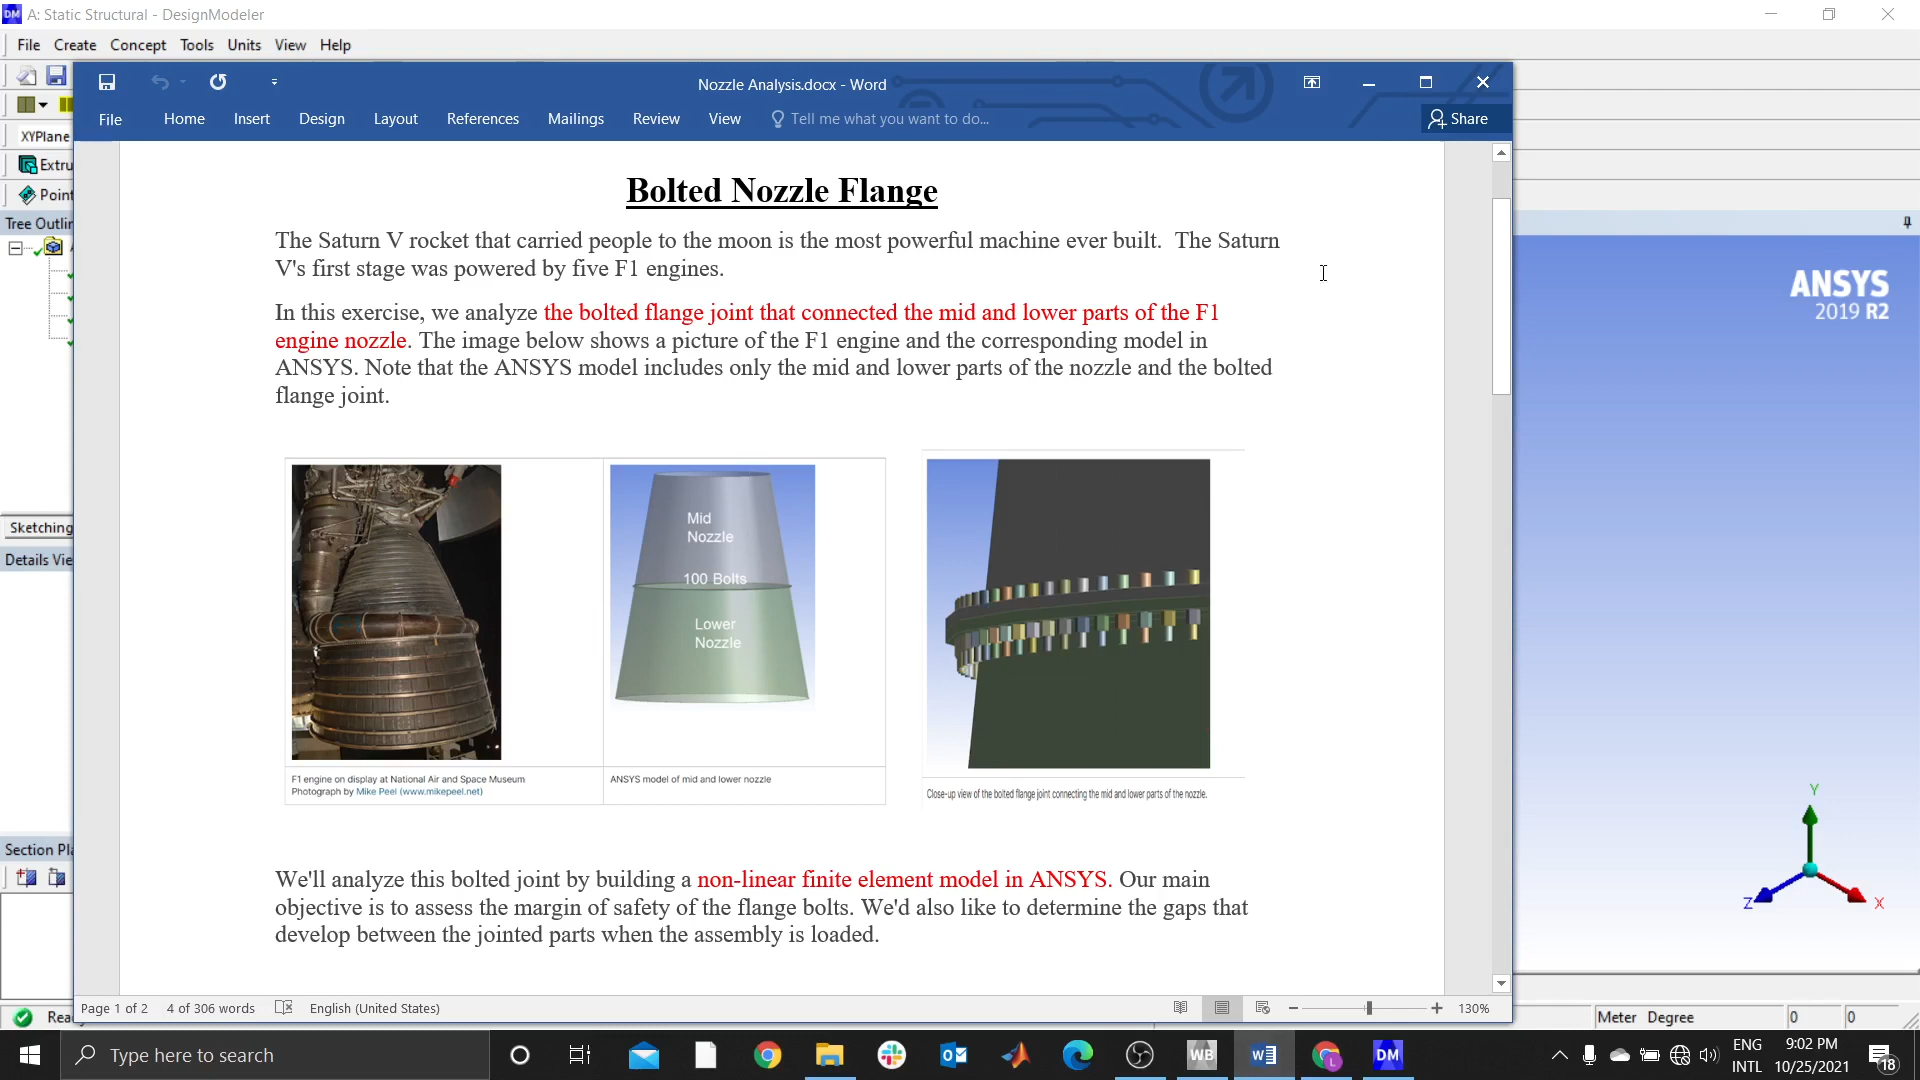 A: Static Structural - DesignModeler
File Create Concept Tools Units View Help
Nozzle Analysis.docx - Word
File Home Insert Design Layout References Mailings Review View Tell me what you want to do... Share
XYPlane
Extru
Point
Tree Outlin
Sketching
Details Vie
Section Pla
Bolted Nozzle Flange
The Saturn V rocket that carried people to the moon is the most powerful machine ever built. The Saturn
V's first stage was powered by five F1 engines.
In this exercise, we analyze the bolted flange joint that connected the mid and lower parts of the F1
engine nozzle. The image below shows a picture of the F1 engine and the corresponding model in
ANSYS. Note that the ANSYS model includes only the mid and lower parts of the nozzle and the bolted
flange joint.
Mid
Nozzle
100 Bolts
Lower
Nozzle
F1 engine on display at National Air and Space Museum
Photograph by Mike Peel (www.mikepeel.net)
ANSYS model of mid and lower nozzle
Close-up view of the bolted flange joint connecting the mid and lower parts of the nozzle.
We'll analyze this bolted joint by building a non-linear finite element model in ANSYS. Our main
objective is to assess the margin of safety of the flange bolts. We'd also like to determine the gaps that
develop between the jointed parts when the assembly is loaded.
ANSYS
2019 R2
Y
Z
X
Page 1 of 2 4 of 306 words English (United States) 130%
Meter Degree 0 0
Type here to search
WB
DM
ENG
INTL
9:02 PM
10/25/2021
18